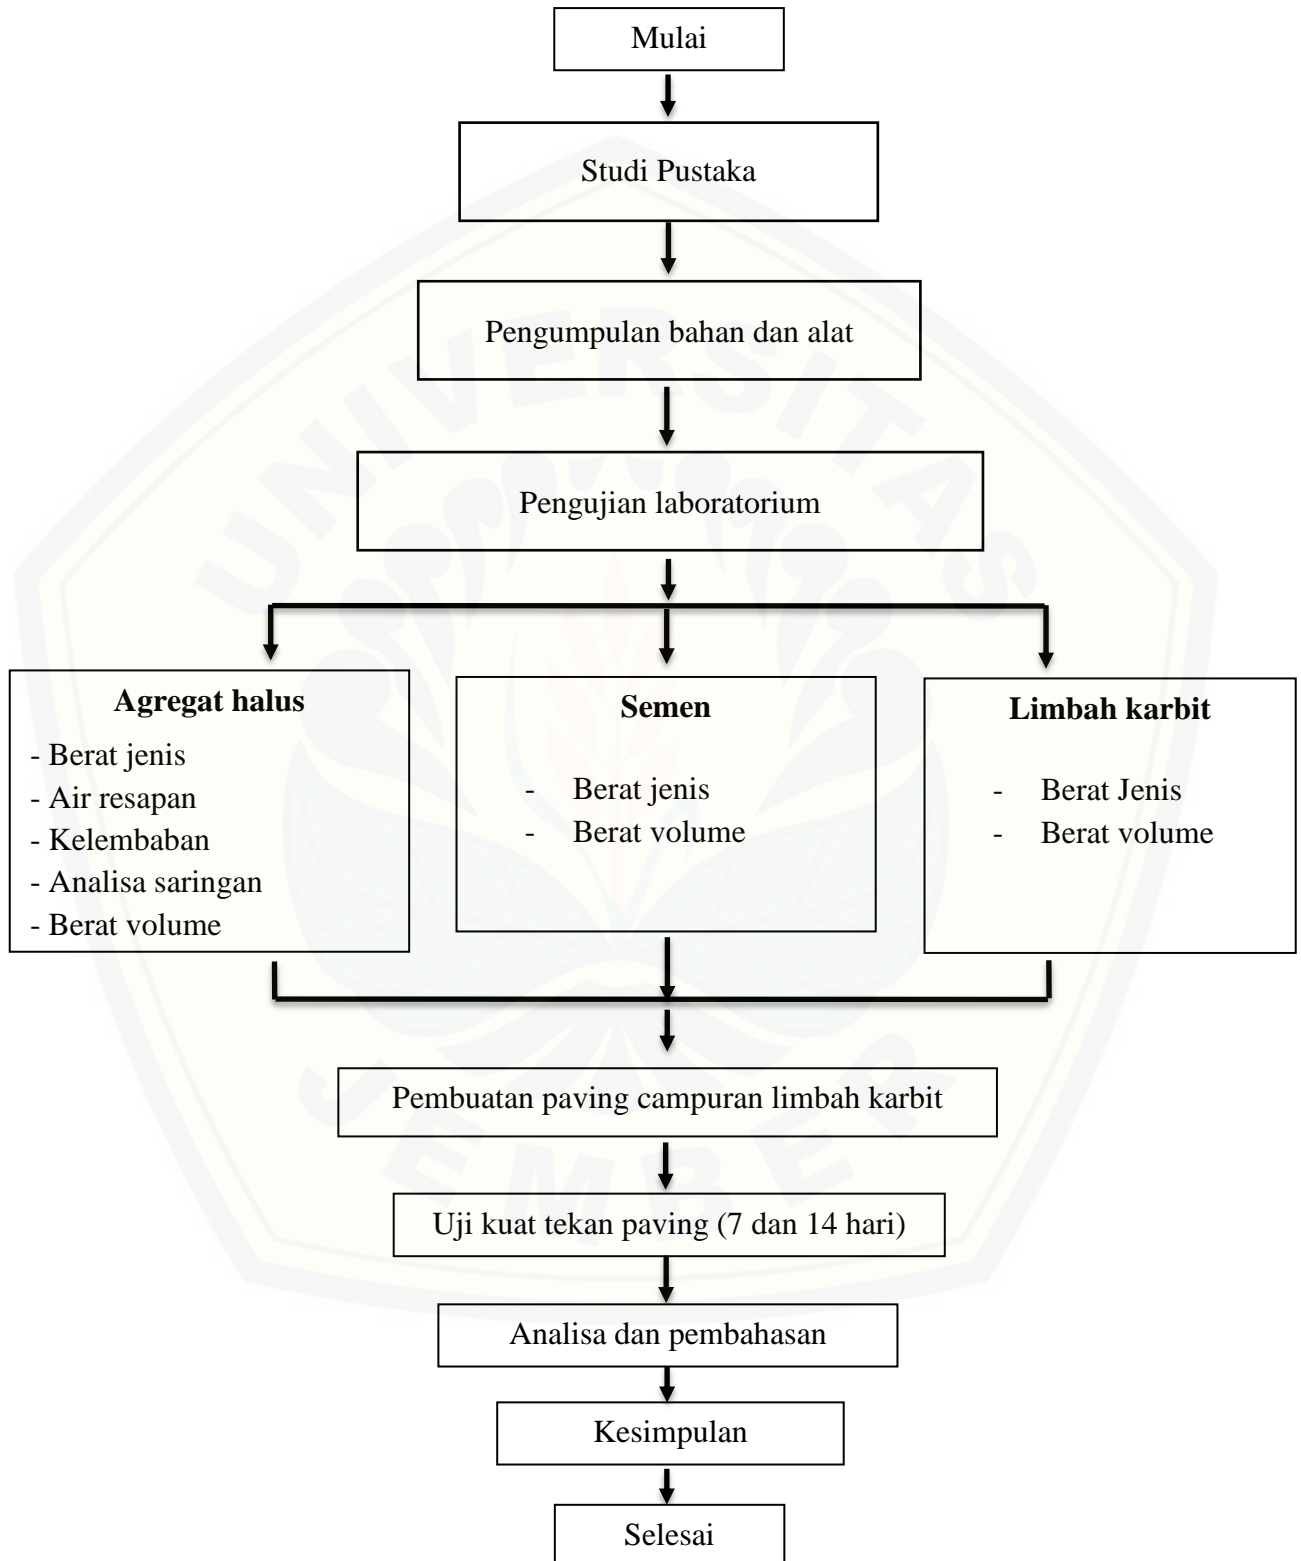 Mulai
Studi Pustaka
Pengumpulan bahan dan alat
UNIVERSITAS
Pengujian laboratorium
Agregat halus
- Berat jenis
- Air resapan
- Kelembaban
- Analisa saringan
- Berat volume
Semen
- Berat jenis
- Berat volume
Limbah karbit
- Berat Jenis
- Berat volume
Pembuatan paving campuran limbah karbit
JEMBER
Uji kuat tekan paving (7 dan 14 hari)
Analisa dan pembahasan
Kesimpulan
Selesai